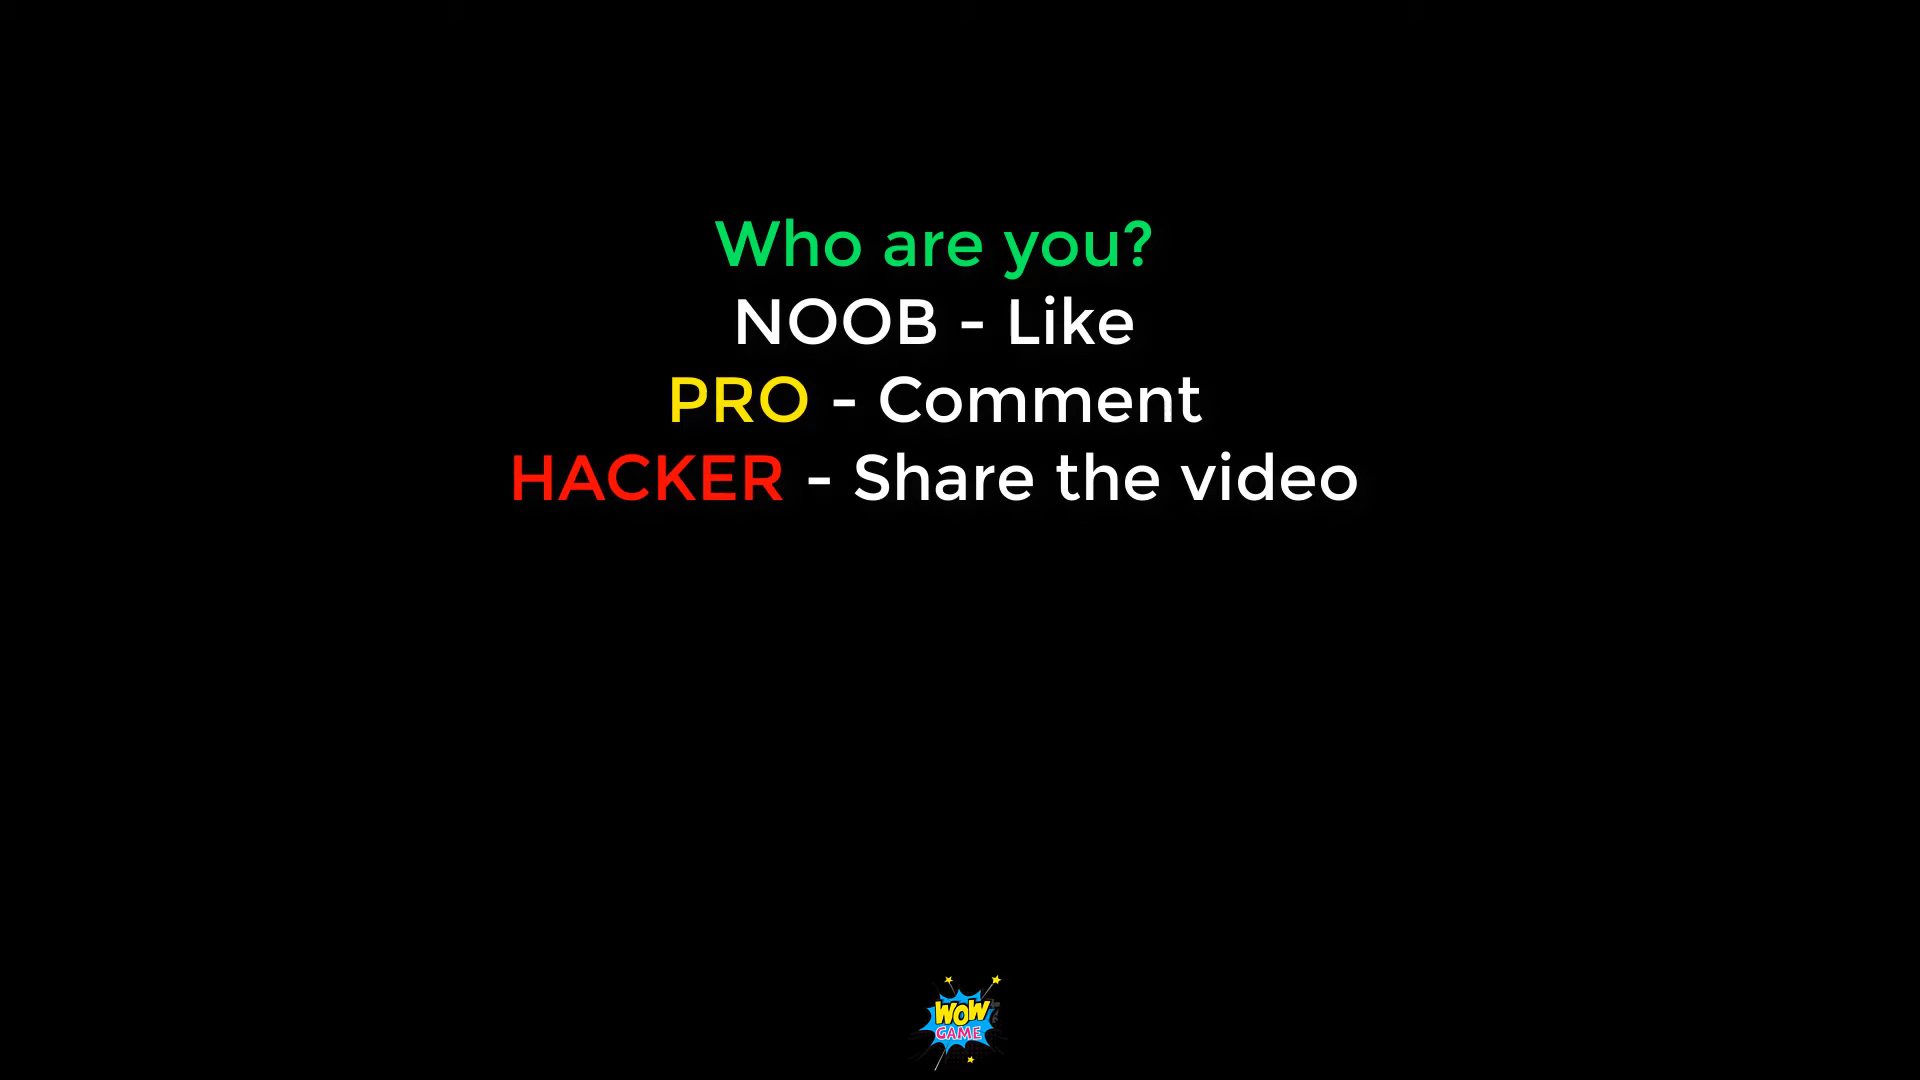 Who are you?
NOOB - Like
PRO - Comment
HACKER - Share the video
WOW
GAME